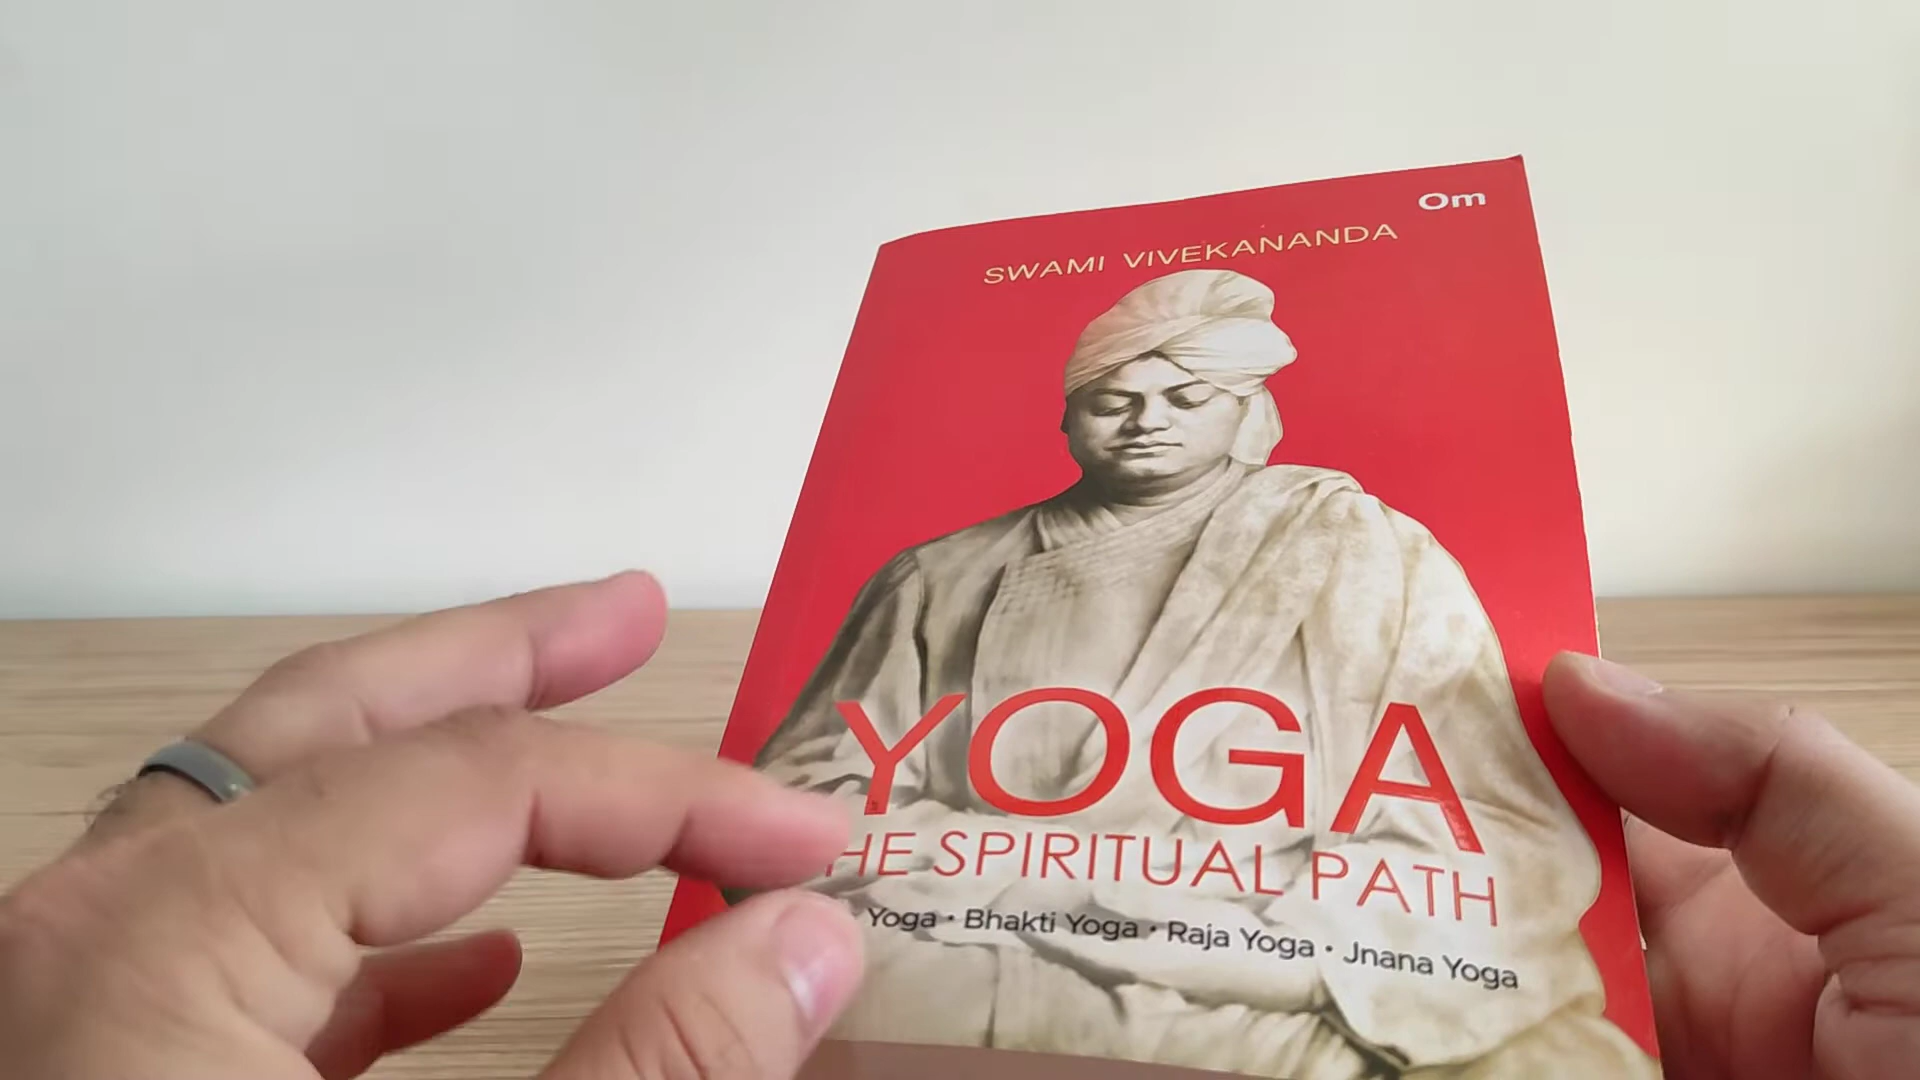 Om
SWAMI VIVEKANANDA
YOGA
HE SPIRITUAL PATH
Yoga • Bhakti Yoga • Raja Yoga • Jnana Yoga